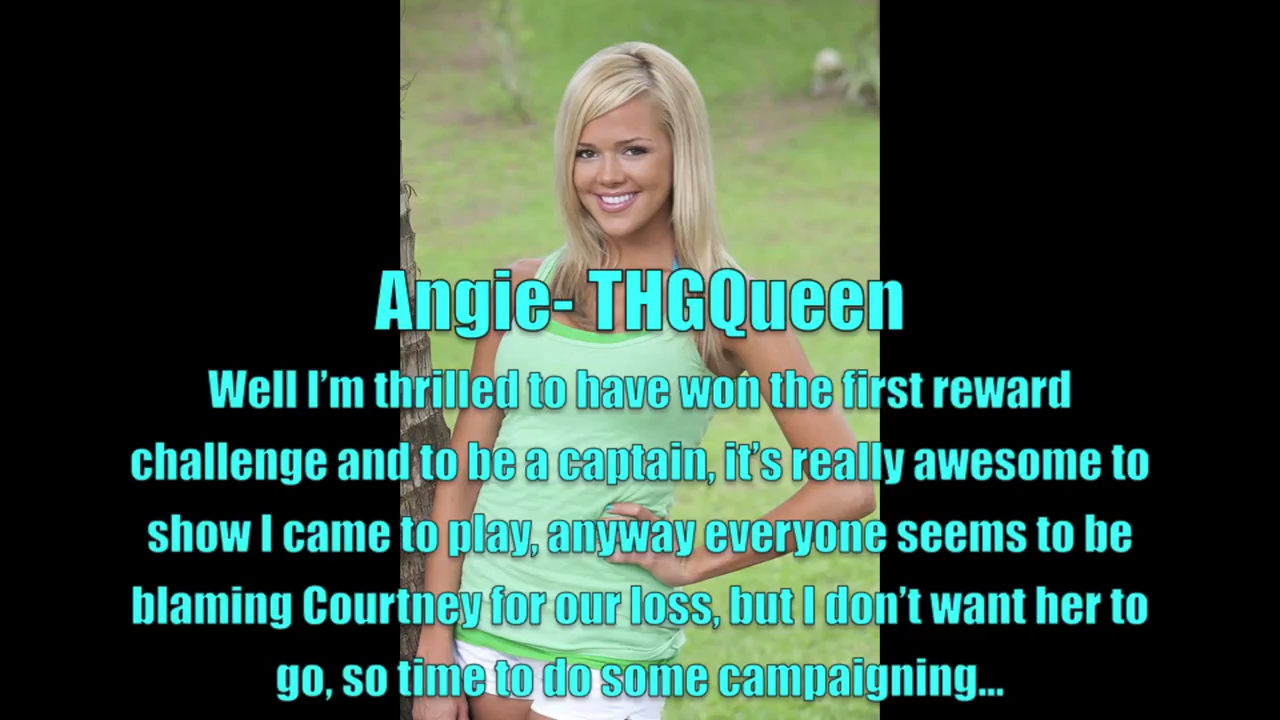 Angie- THGQueen
Well I’m thrilled to have won the first reward
challenge and to be a captain, it’s really awesome to
show I came to play, anyway everyone seems to be
blaming Courtney for our loss, but I don’t want her to
go, so time to do some campaigning...